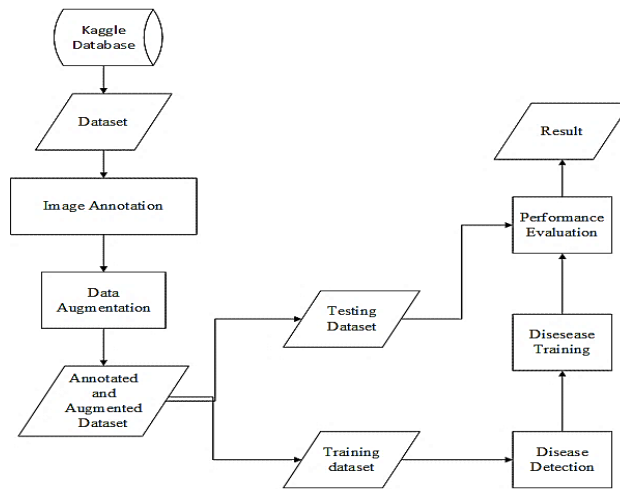 Kaggle
Database
Dataset
Image Annotation
Data
Augmentation
Annotated
and
Augmented
Dataset
Testing
Dataset
Training
dataset
Result
Performance
Evaluation
Disesease
Training
Disease
Detection